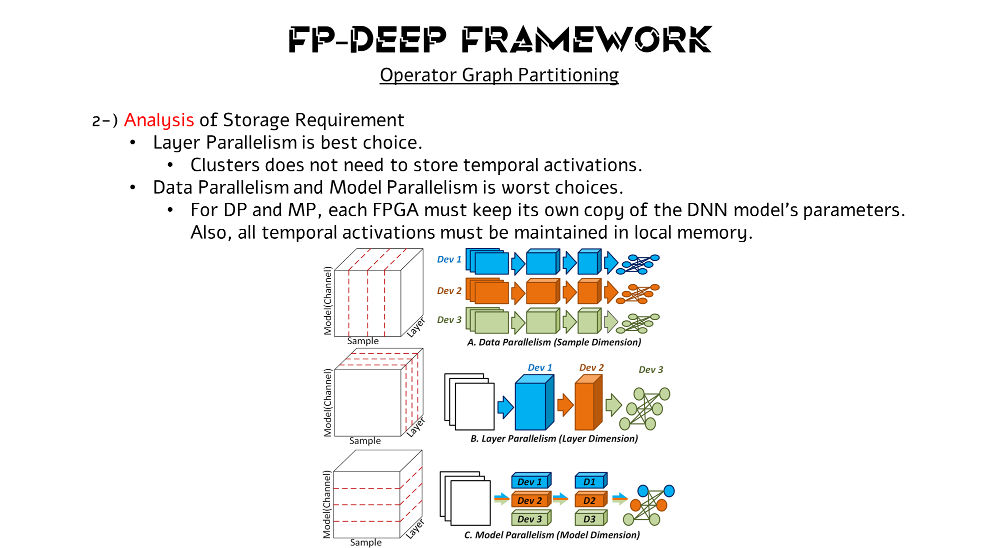 FP-DEEP FRAMEWORK
Operator Graph Partitioning
2-) Analysis of Storage Requirement
• Layer Parallelism is best choice.
• Clusters does not need to store temporal activations.
• Data Parallelism and Model Parallelism is worst choices.
• For DP and MP, each FPGA must keep its own copy of the DNN model's parameters.
Also, all temporal activations must be maintained in local memory.
Model(Channel)
Sample
Layer
Dev 1
Dev 2
Dev 3
A. Data Parallelism (Sample Dimension)
Model(Channel)
Sample
Layer
Dev 1
Dev 2
Dev 3
B. Layer Parallelism (Layer Dimension)
Model(Channel)
Sample
Layer
Dev 1
D1
Dev 2
D2
Dev 3
D3
C. Model Parallelism (Model Dimension)